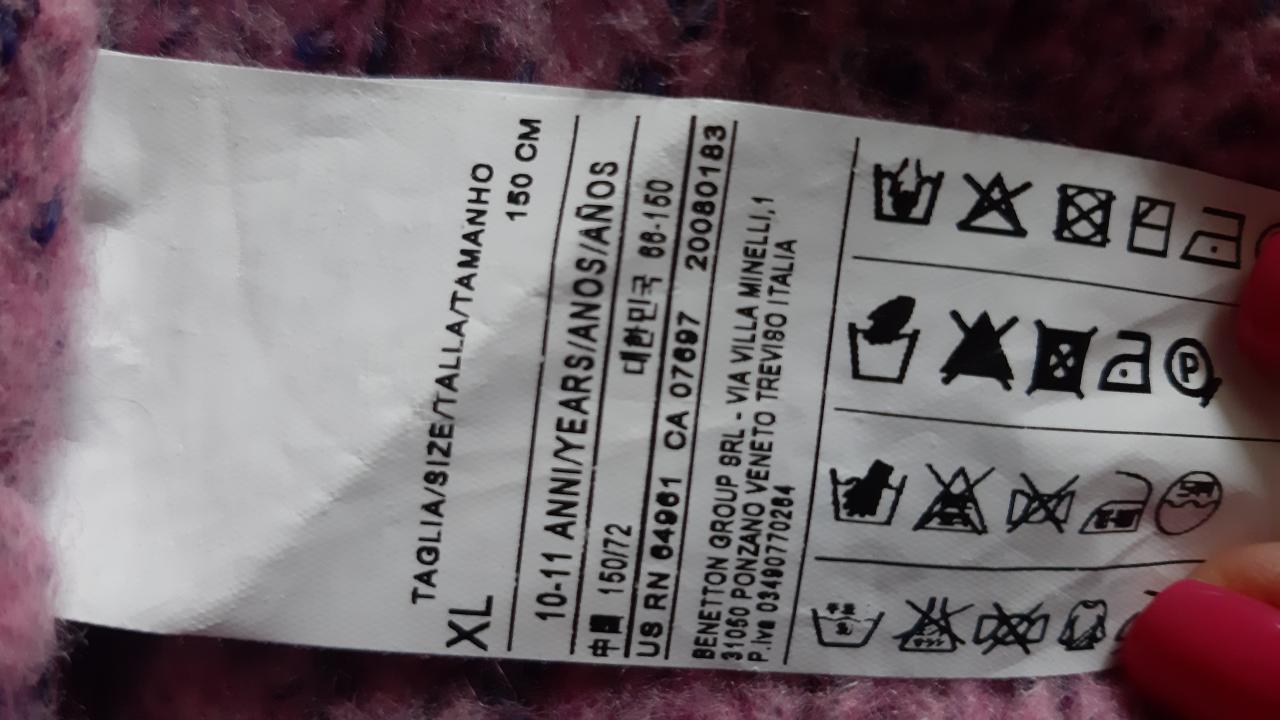 TAGLIA/SIZE/TALLA/TAMANHO
XL 150 CM
10-11 ANNI/YEARS/ANOS/AÑOS
中國 150/72 대한민국 66-150
US RN 64961 CA 07697 20080183
BENETTON GROUP SRL - VIA VILLA MINELLI,1
31050 PONZANO VENETO TREVISO ITALIA
P.Iva 03490770264
P